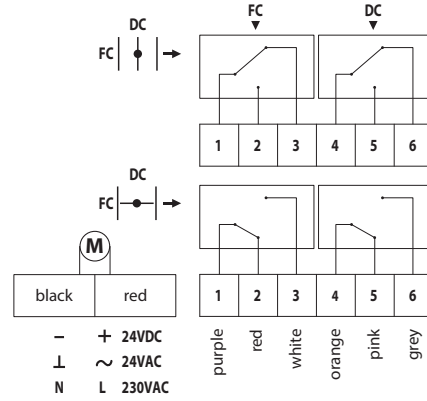 FC DC
DC
FC
1 2 3 4 5 6
DC
FC
M
black red
1 2 3 4 5 6
− + 24VDC
⊥ ~ 24VAC
N L 230VAC
purple
red
white
orange
pink
grey